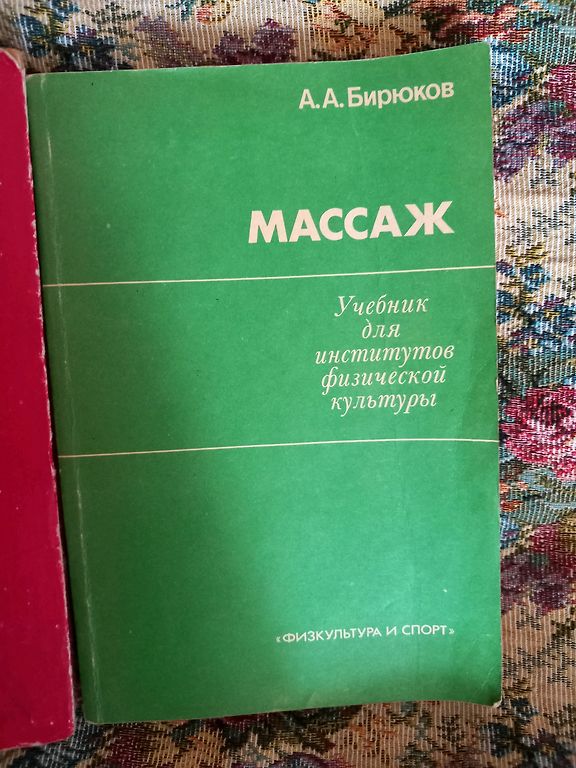 А.А.Бирюков
МАССАЖ
Учебник
для
институтов
физической
культуры
«ФИЗКУЛЬТУРА И СПОРТ»